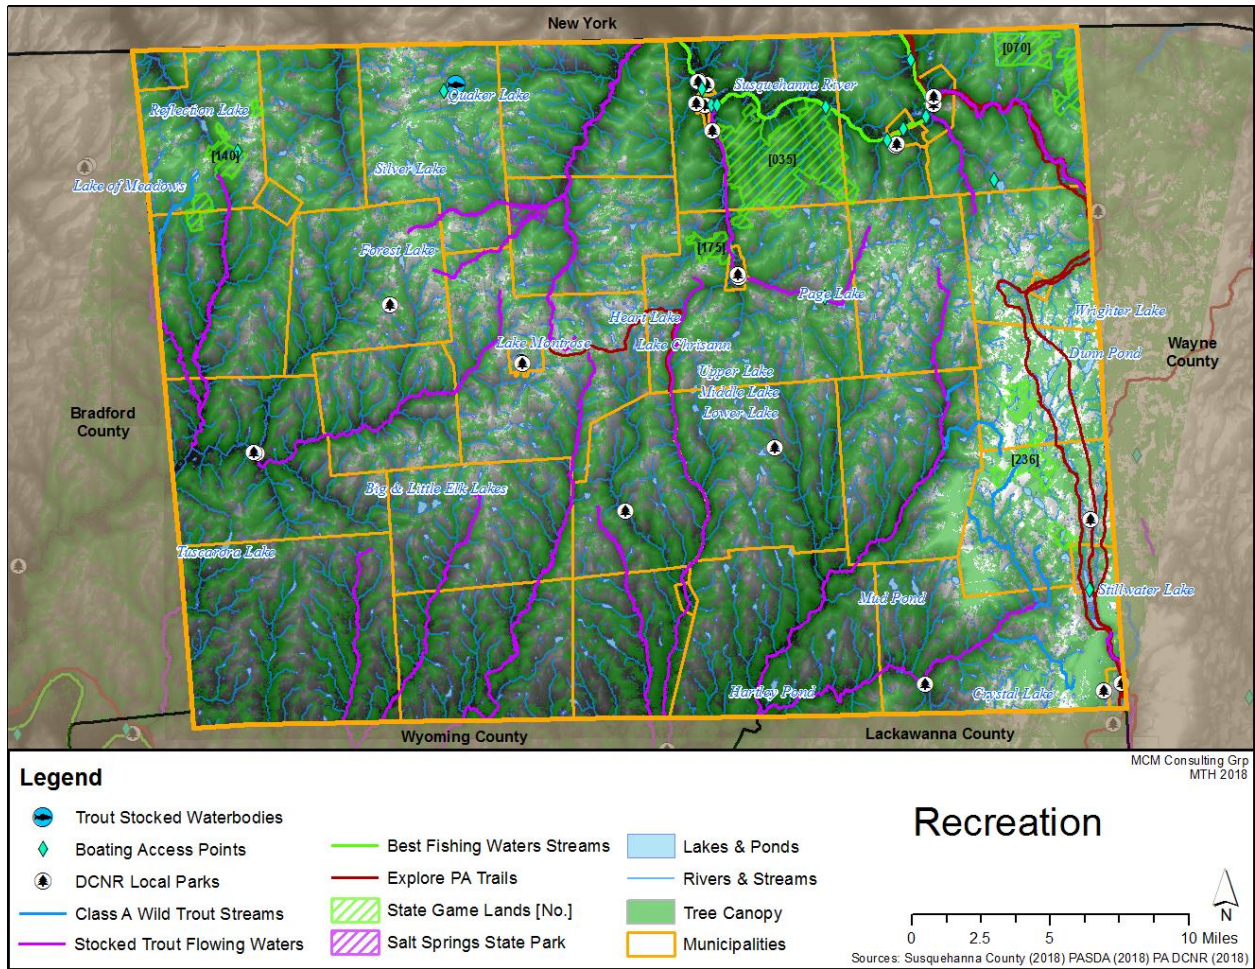 New York
[070]
Susquehanna River
Quaker Lake
Reflection Lake
[140]
[035]
Silver Lake
Lake of Meadows
Forest Lake
[175]
Page Lake
Wrighter Lake
Heart Lake
Lake Montrose
Lake Chrisann
Dunn Pond
Wayne
County
Upper Lake
Middle Lake
Lower Lake
Bradford
County
[236]
Big & Little Elk Lakes
Tuscarora Lake
Stillwater Lake
Mud Pond
Hartley Pond
Crystal Lake
Wyoming County
Lackawanna County
MCM Consulting Grp
MTH 2018
Legend
Trout Stocked Waterbodies
Boating Access Points
DCNR Local Parks
Class A Wild Trout Streams
Stocked Trout Flowing Waters
Best Fishing Waters Streams
Explore PA Trails
State Game Lands [No.]
Salt Springs State Park
Lakes & Ponds
Rivers & Streams
Tree Canopy
Municipalities
Recreation
N
0 2.5 5 10 Miles
Sources: Susquehanna County (2018) PASDA (2018) PA DCNR (2018)